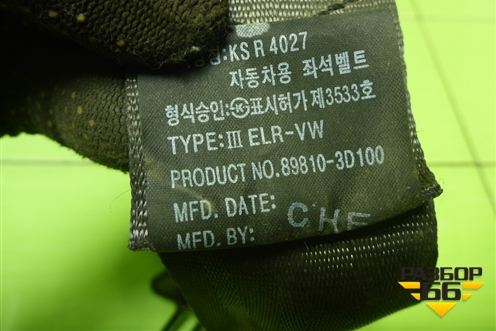 KS R 4027
자동차용 좌석벨트
형식승인:㉿표시허가 제3533호
TYPE:Ⅲ ELR-VW
PRODUCT NO.89810-3D100
MFD. DATE:
MFD. BY:
РАЗБОР
66